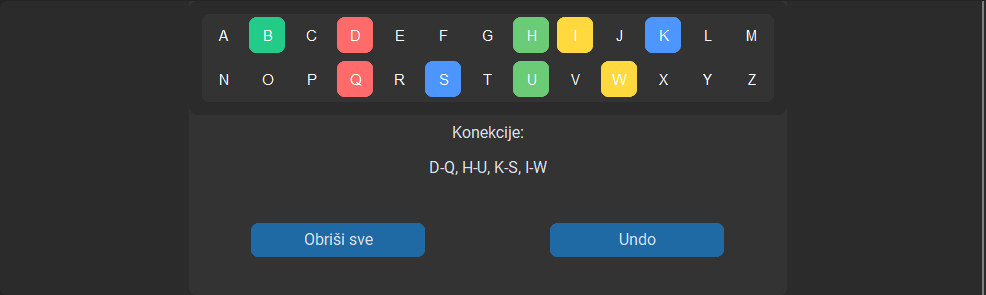 A B C D E F G H I J K L M
N O P Q R S T U V W X Y Z
Konekcije:
D-Q, H-U, K-S, I-W
Obriši sve Undo